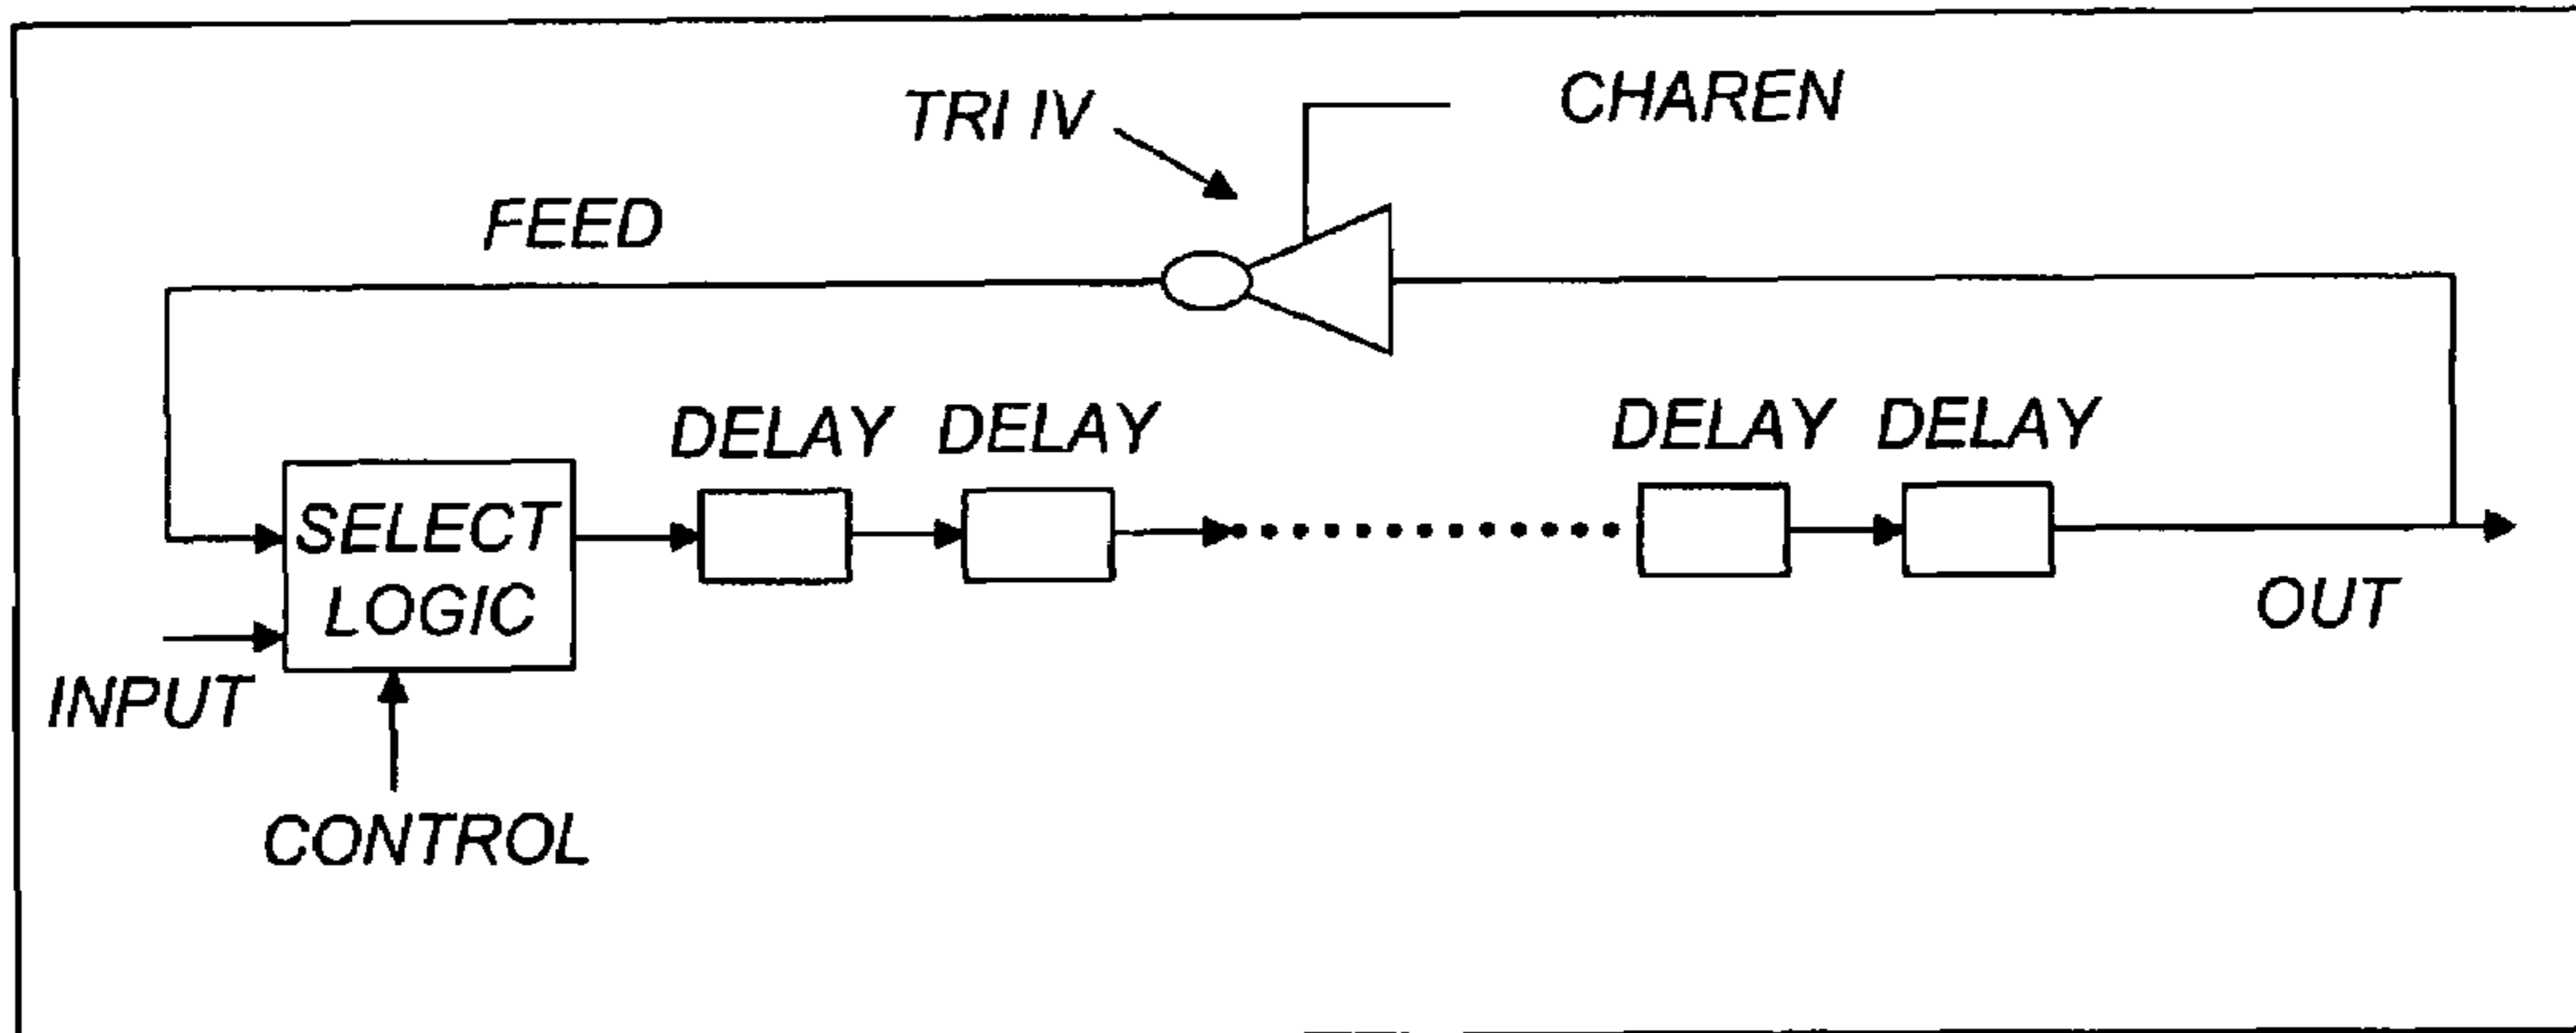 TRI IV
CHAREN
FEED
DELAY DELAY DELAY DELAY
SELECT
LOGIC
INPUT
OUT
CONTROL